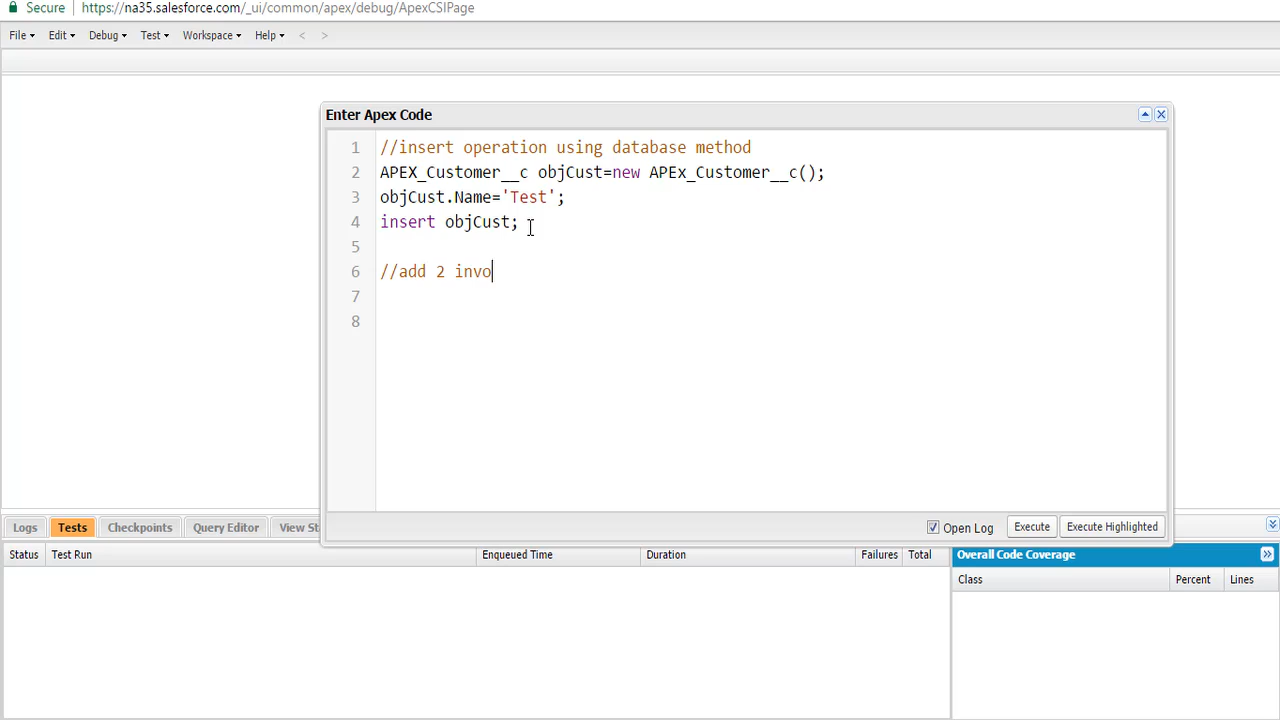 Secure https://na35.salesforce.com/_ui/common/apex/debug/ApexCSIPage
File Edit Debug Test Workspace Help < >
Enter Apex Code
1 //insert operation using database method
2 APEX_Customer__c objCust=new APEx_Customer__c();
3 objCust.Name='Test';
4 insert objCust;
5
6 //add 2 invo
7
8
Open Log Execute Execute Highlighted
Logs Tests Checkpoints Query Editor View St
Status Test Run Enqueued Time Duration Failures Total
Overall Code Coverage
Class Percent Lines